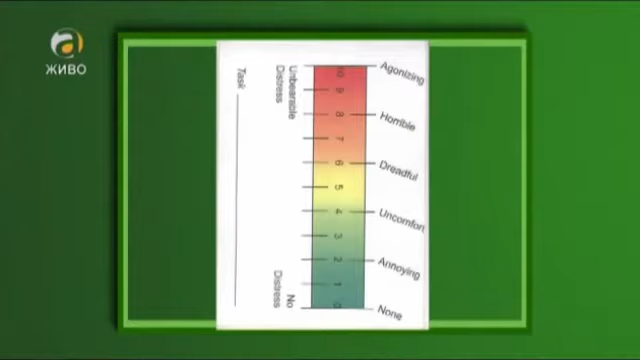 ЖИВО
Task
Unbearable
Distress
No
Distress
10
9
8
7
6
5
4
3
2
1
0
Agonizing
Horrible
Dreadful
Uncomfort
Annoying
None